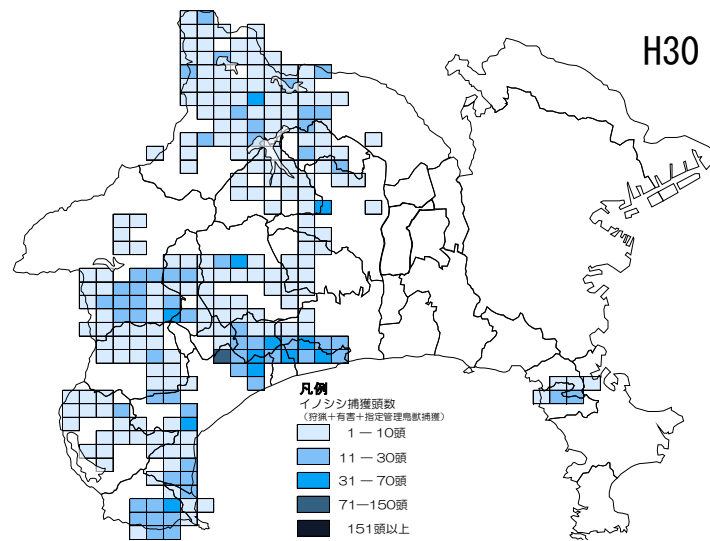 H30
凡例
イノシシ捕獲頭数
（狩猟＋有害＋指定管理鳥獣捕獲）
1 ― 10頭
11 ― 30頭
31 ― 70頭
71―150頭
151頭以上